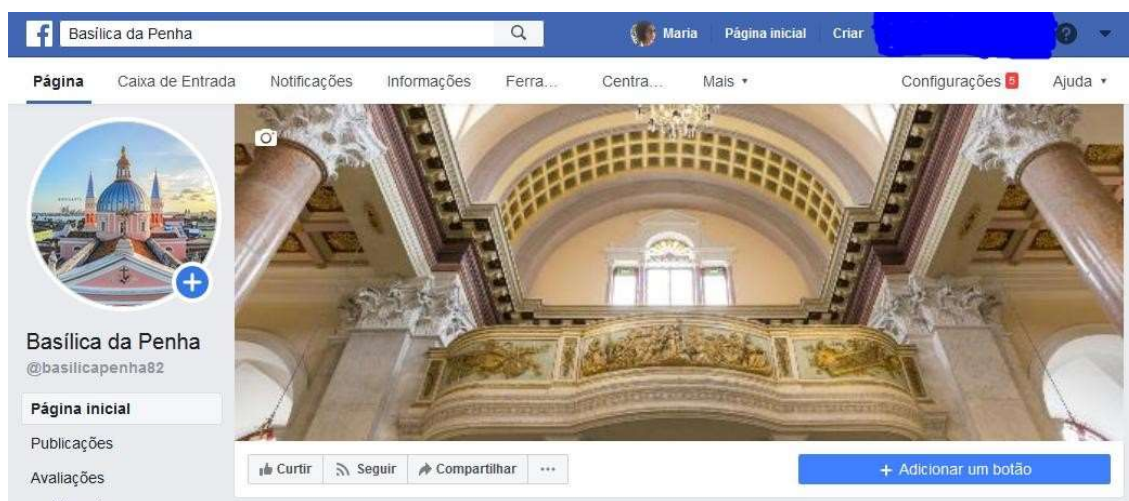 f Basílica da Penha Maria Página inicial Criar ?
Página Caixa de Entrada Notificações Informações Ferra... Centra... Mais Configurações 5 Ajuda
Basílica da Penha
@basilicapenha82
Página inicial
Publicações
Avaliações
Curtir Seguir Compartilhar ... + Adicionar um botão